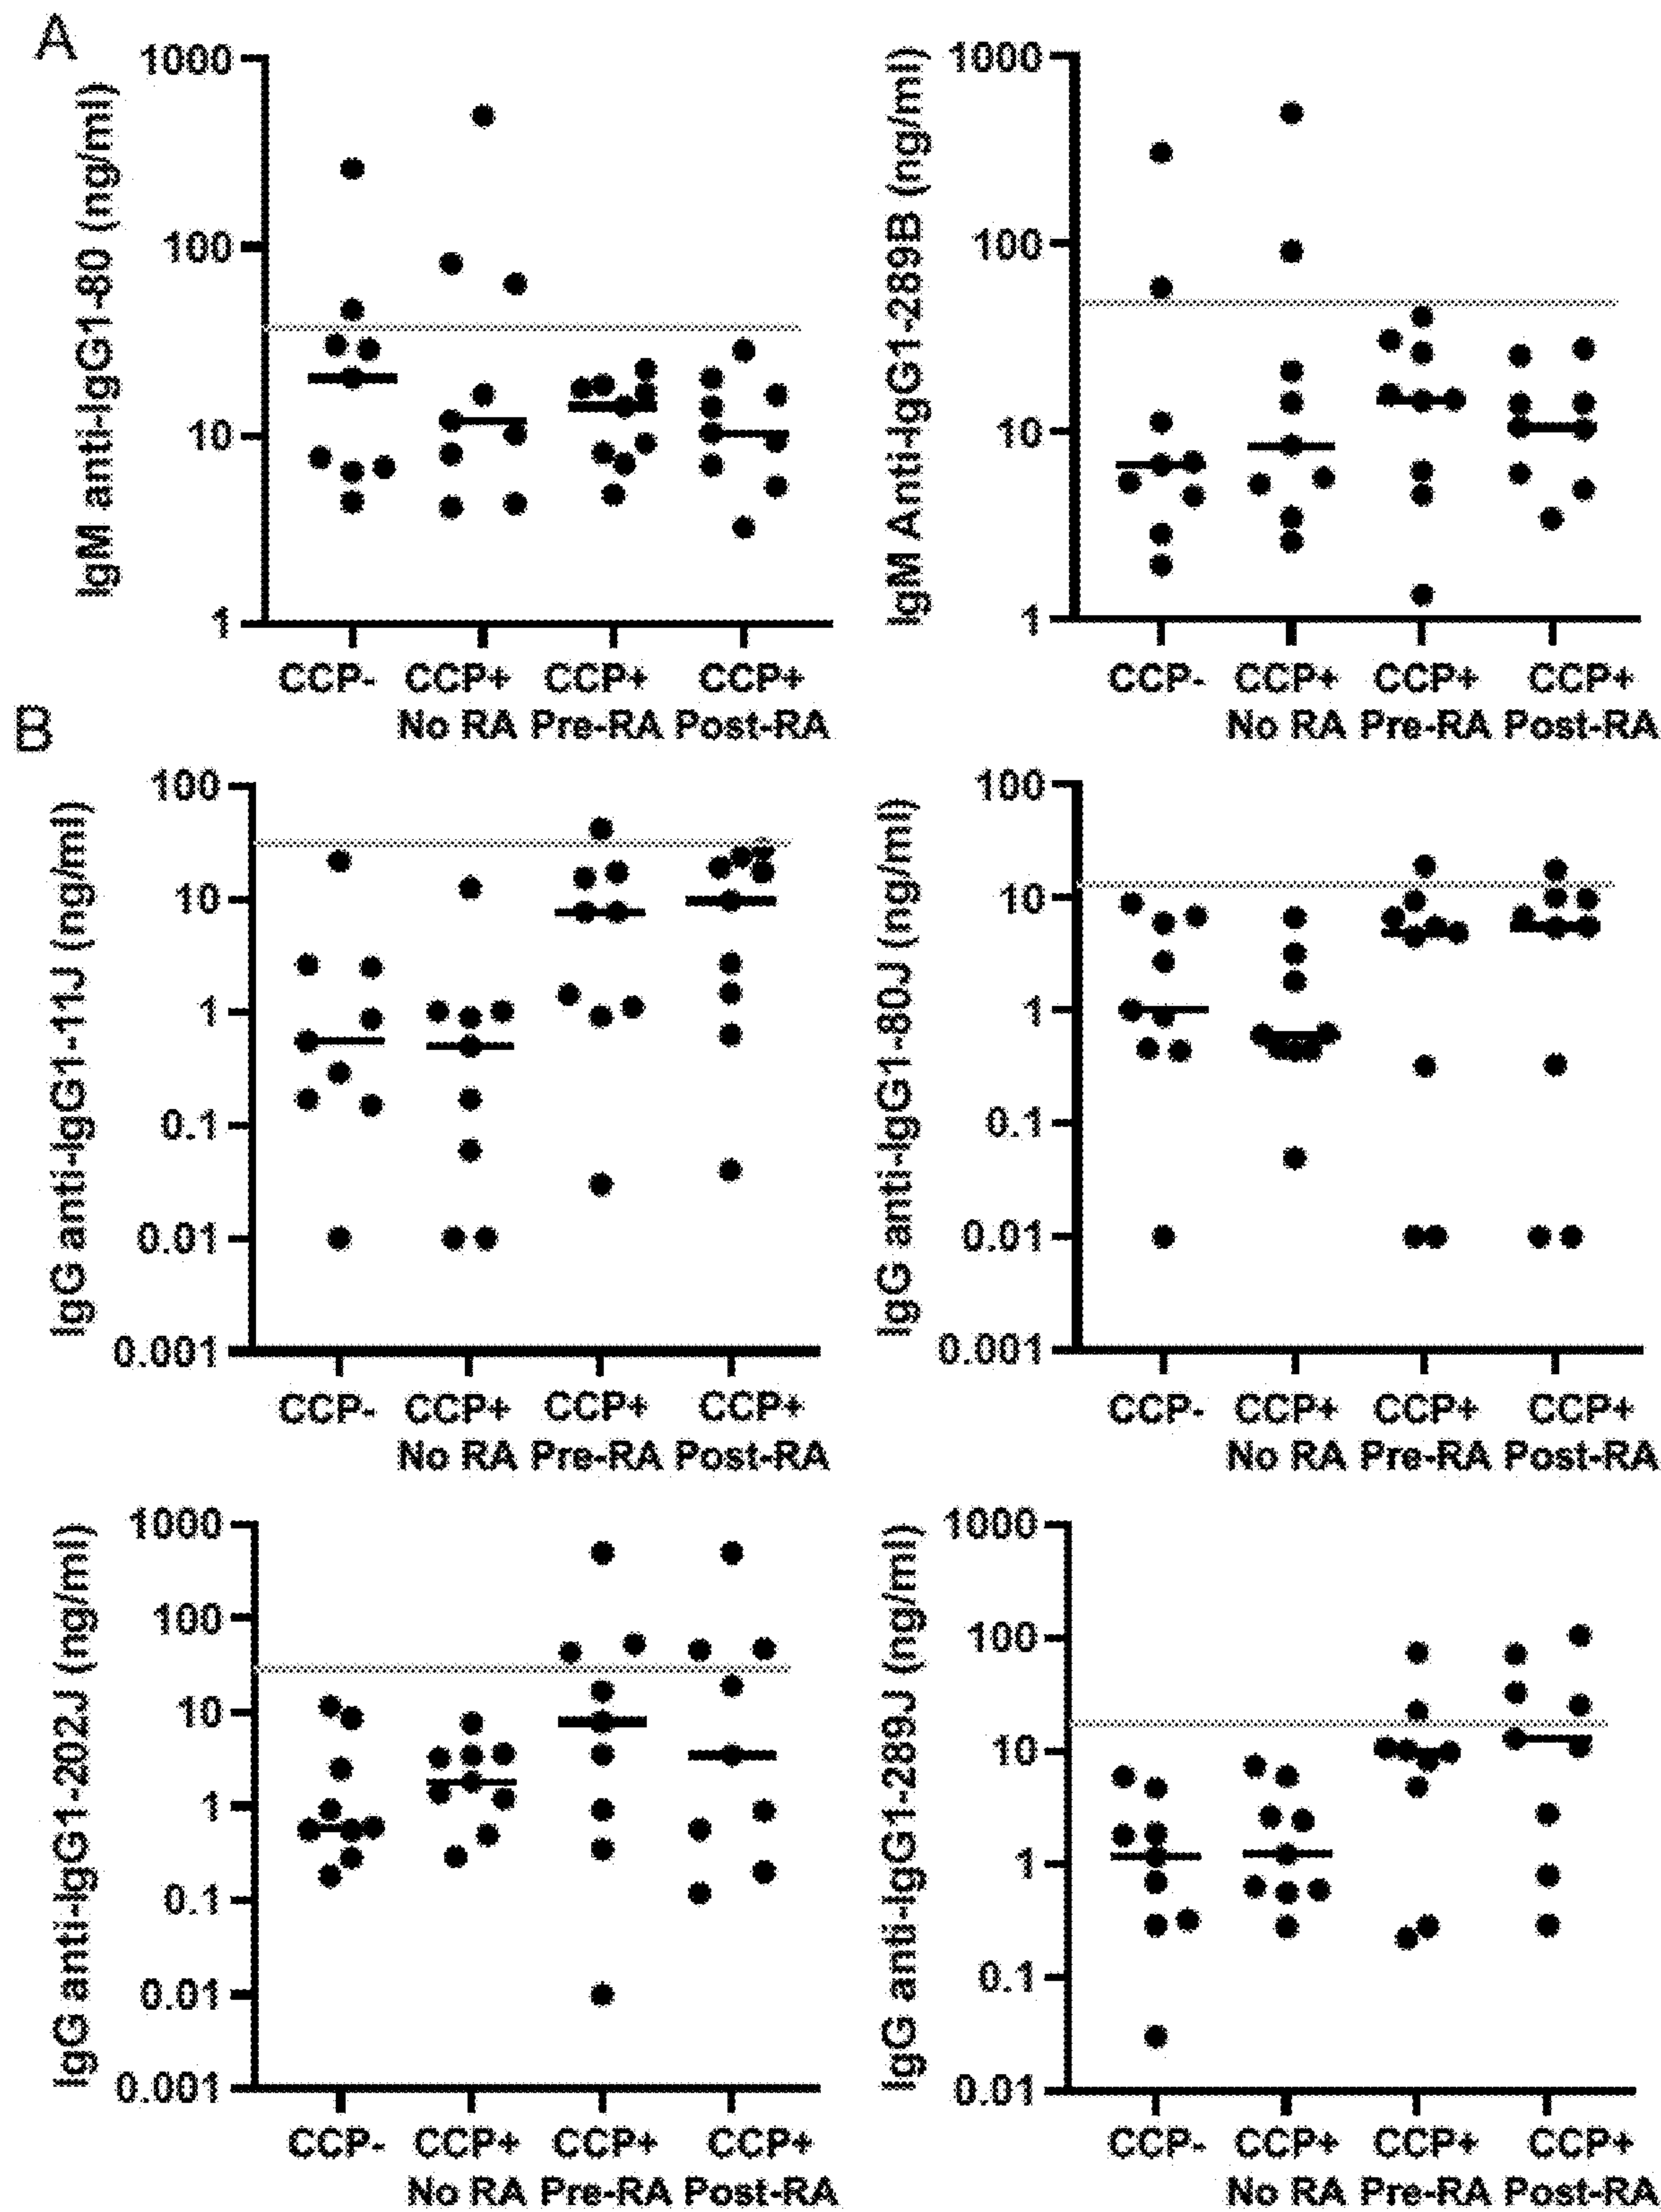 A
IgM anti-IgG1-80 (ng/ml)
1000
100
10
1
CCP- CCP+ CCP+ CCP+
No RA Pre-RA Post-RA
IgM Anti-IgG1-289B (ng/ml)
1000
100
10
1
CCP- CCP+ CCP+ CCP+
No RA Pre-RA Post-RA
B
IgG anti-IgG1-11J (ng/ml)
100
10
1
0.1
0.01
0.001
CCP- CCP+ CCP+ CCP+
No RA Pre-RA Post-RA
IgG anti-IgG1-80J (ng/ml)
100
10
1
0.1
0.01
0.001
CCP- CCP+ CCP+ CCP+
No RA Pre-RA Post-RA
IgG anti-IgG1-202J (ng/ml)
1000
100
10
1
0.1
0.01
0.001
CCP- CCP+ CCP+ CCP+
No RA Pre-RA Post-RA
IgG anti-IgG1-289J (ng/ml)
1000
100
10
1
0.1
0.01
CCP- CCP+ CCP+ CCP+
No RA Pre-RA Post-RA